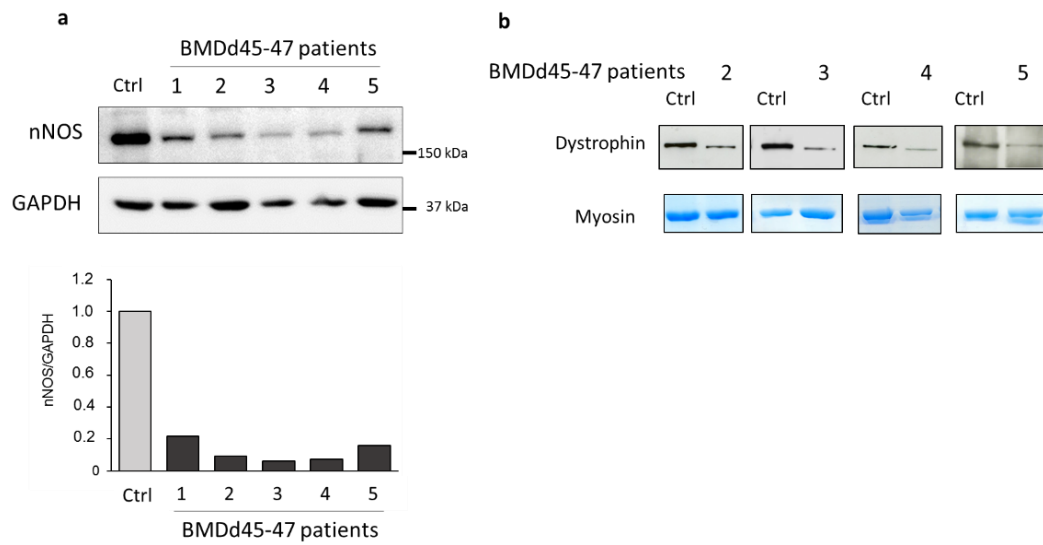 a
BMDd45-47 patients
Ctrl 1 2 3 4 5
nNOS
150 kDa
GAPDH
37 kDa
1.2
1.0
0.8
0.6
0.4
0.2
0
nNOS/GAPDH
Ctrl 1 2 3 4 5
BMDd45-47 patients
b
BMDd45-47 patients 2 3 4 5
Ctrl Ctrl Ctrl Ctrl
Dystrophin
Myosin